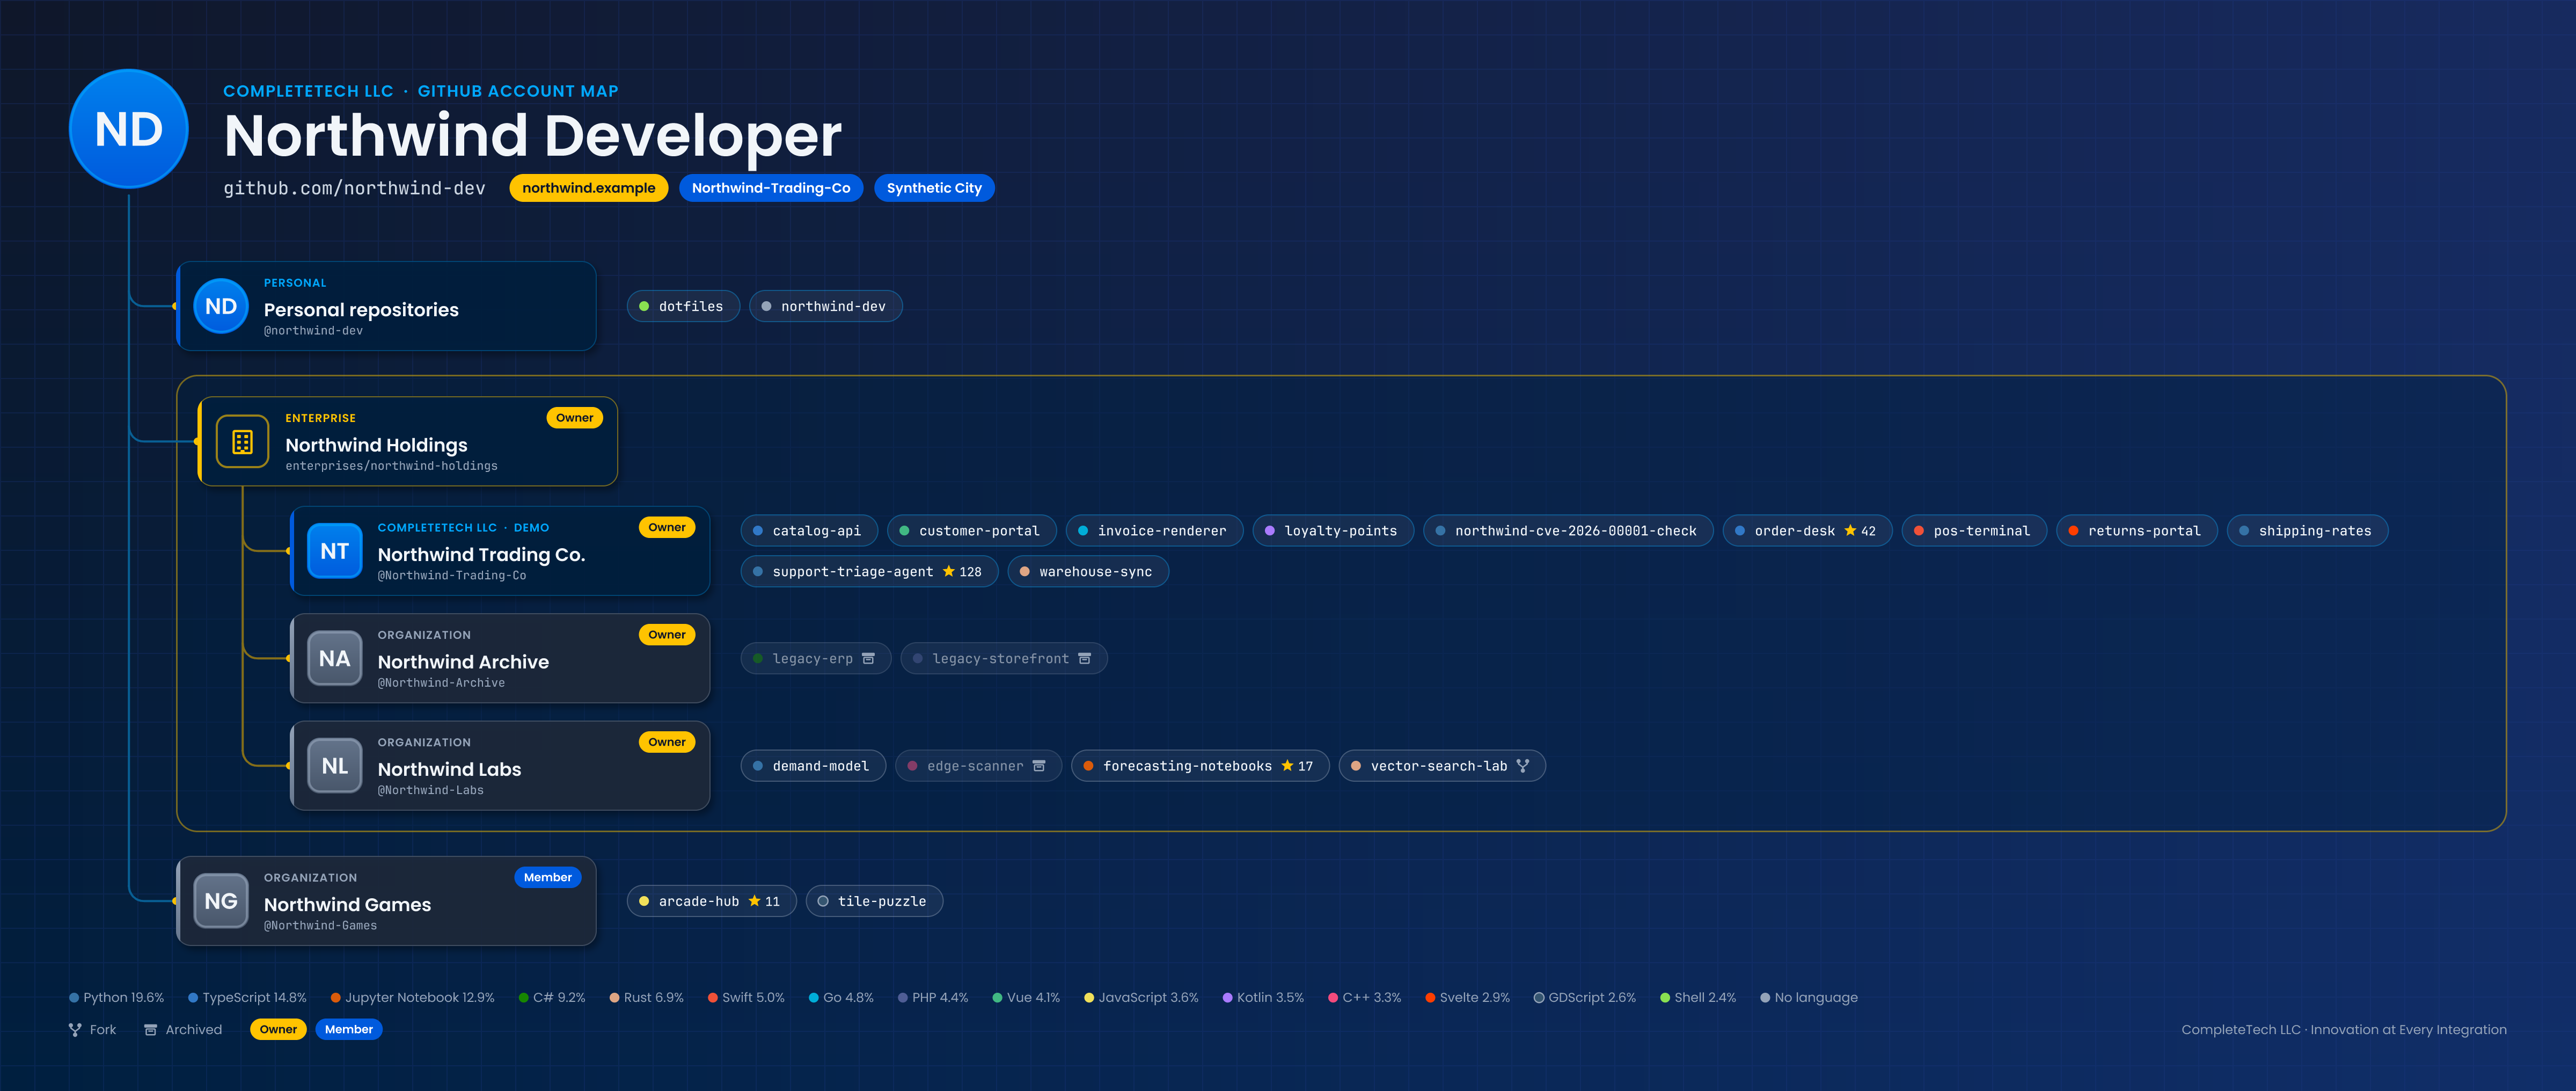 ND
COMPLETETECH LLC · GITHUB ACCOUNT MAP
Northwind Developer
github.com/northwind-dev northwind.example Northwind-Trading-Co Synthetic City
ND
PERSONAL
Personal repositories
@northwind-dev
dotfiles northwind-dev
ENTERPRISE Owner
Northwind Holdings
enterprises/northwind-holdings
NT
COMPLETETECH LLC · DEMO Owner
Northwind Trading Co.
@Northwind-Trading-Co
catalog-api customer-portal invoice-renderer loyalty-points northwind-cve-2026-00001-check order-desk 42 pos-terminal returns-portal shipping-rates
support-triage-agent 128 warehouse-sync
NA
ORGANIZATION Owner
Northwind Archive
@Northwind-Archive
legacy-erp legacy-storefront
NL
ORGANIZATION Owner
Northwind Labs
@Northwind-Labs
demand-model edge-scanner forecasting-notebooks 17 vector-search-lab
NG
ORGANIZATION Member
Northwind Games
@Northwind-Games
arcade-hub 11 tile-puzzle
Python 19.6% TypeScript 14.8% Jupyter Notebook 12.9% C# 9.2% Rust 6.9% Swift 5.0% Go 4.8% PHP 4.4% Vue 4.1% JavaScript 3.6% Kotlin 3.5% C++ 3.3% Svelte 2.9% GDScript 2.6% Shell 2.4% No language
Fork Archived Owner Member
CompleteTech LLC · Innovation at Every Integration